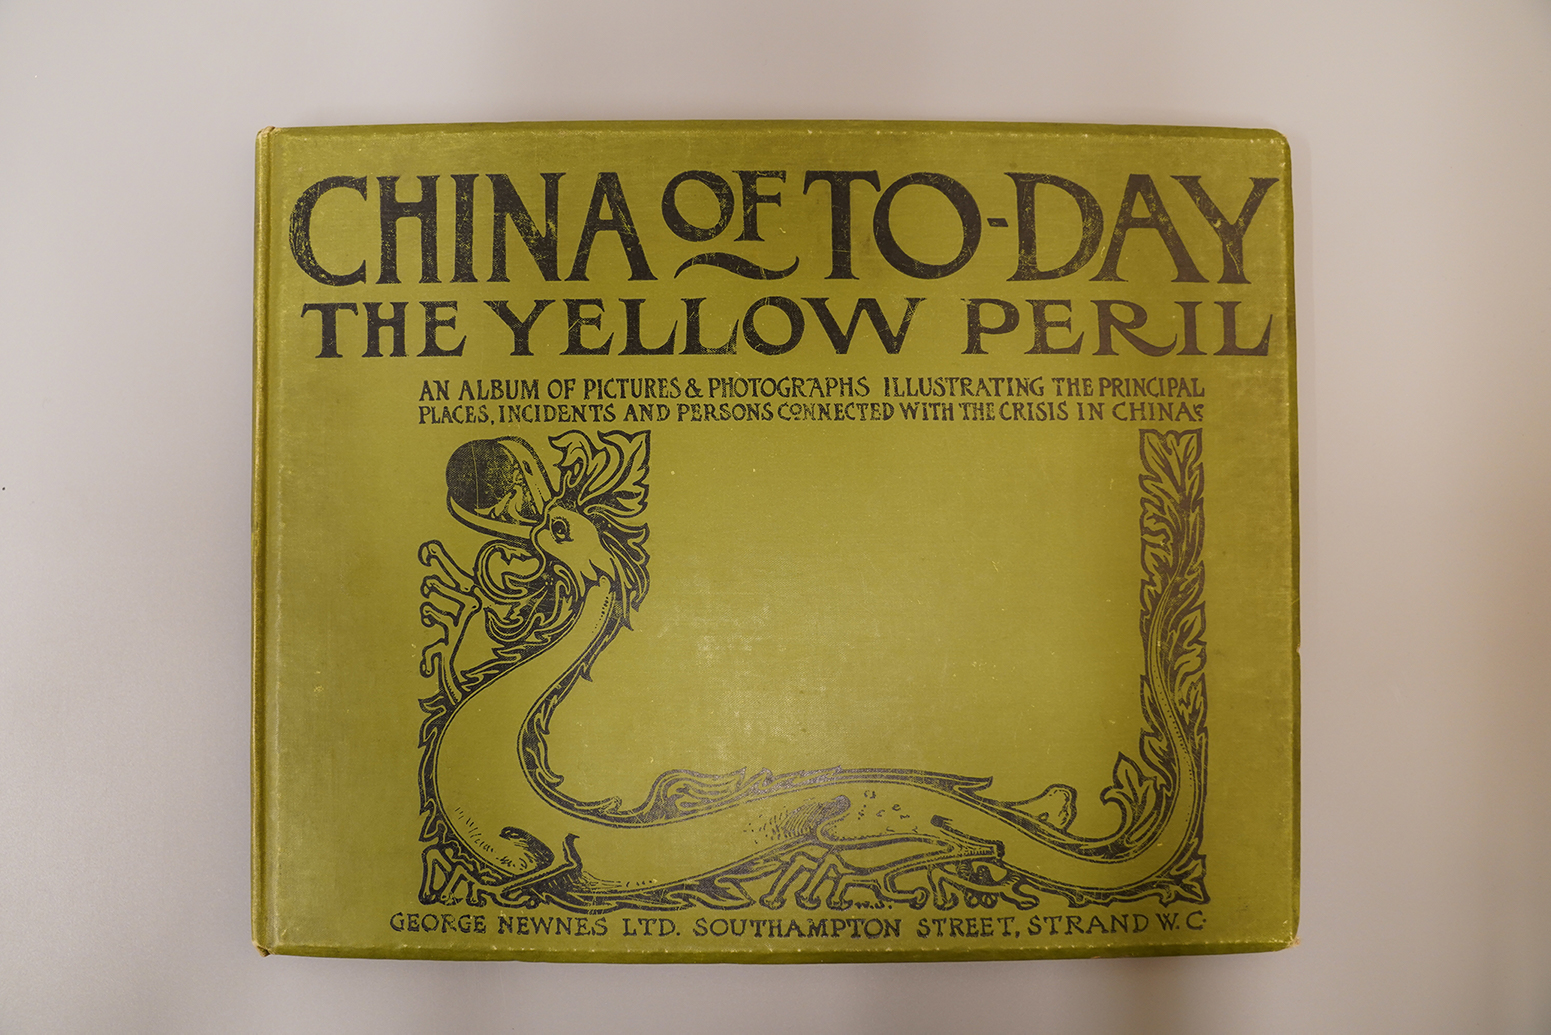 CHINA OF TO-DAY
THE YELLOW PERIL
AN ALBUM OF PICTURES & PHOTOGRAPHS ILLUSTRATING THE PRINCIPAL
PLACES, INCIDENTS AND PERSONS CONNECTED WITH THE CRISIS IN CHINA
GEORGE NEWNES LTD. SOUTHAMPTON STREET, STRAND W. C.